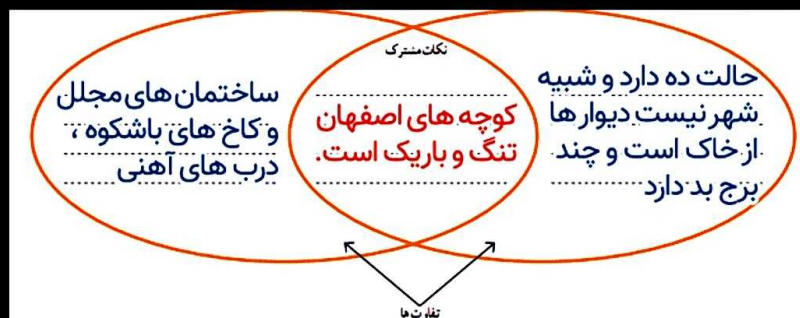 نکات مشترک
حالت ده دارد و شبیه
شهر نیست دیوار ها
از خاک است و چند
برج بد دارد
کوچه های اصفهان
تنگ و باریک است.
ساختمان های مجلل
و کاخ های باشکوه ،
درب های آهنی
تفاوت ها